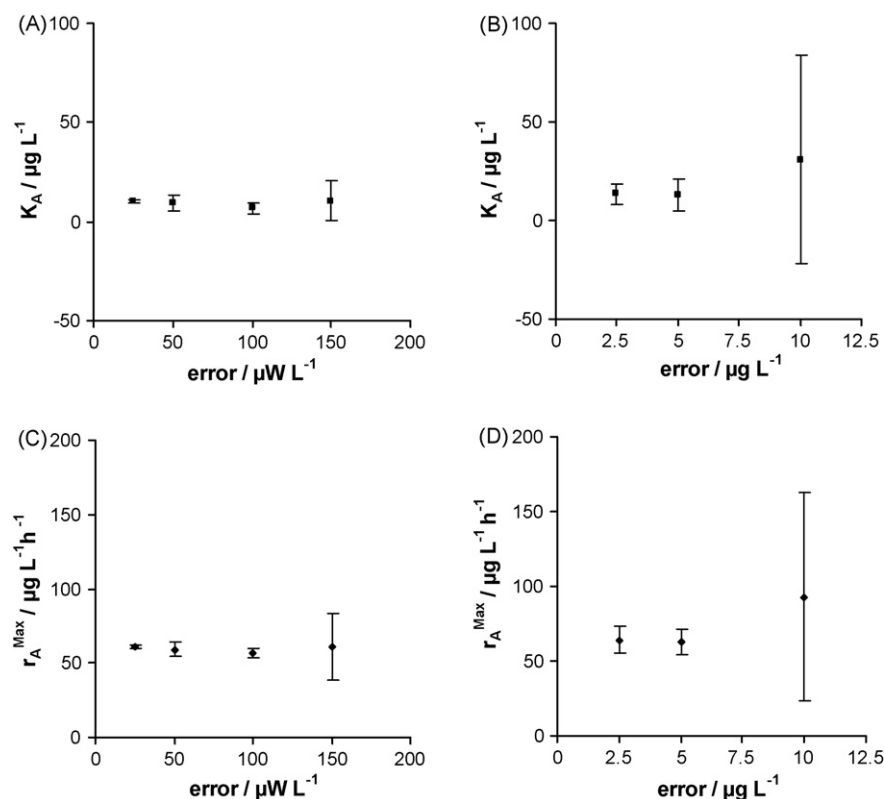 (A)
100
50
0
-50
K_A / µg L⁻¹
0 50 100 150 200
error / µW L⁻¹
(B)
100
50
0
-50
K_A / µg L⁻¹
0 2.5 5 7.5 10 12.5
error / µg L⁻¹
(C)
200
150
100
50
0
r_A^Max / µg L⁻¹h⁻¹
0 50 100 150 200
error / µW L⁻¹
(D)
200
150
100
50
0
r_A^Max / µg L⁻¹ h⁻¹
0 2.5 5 7.5 10 12.5
error / µg L⁻¹